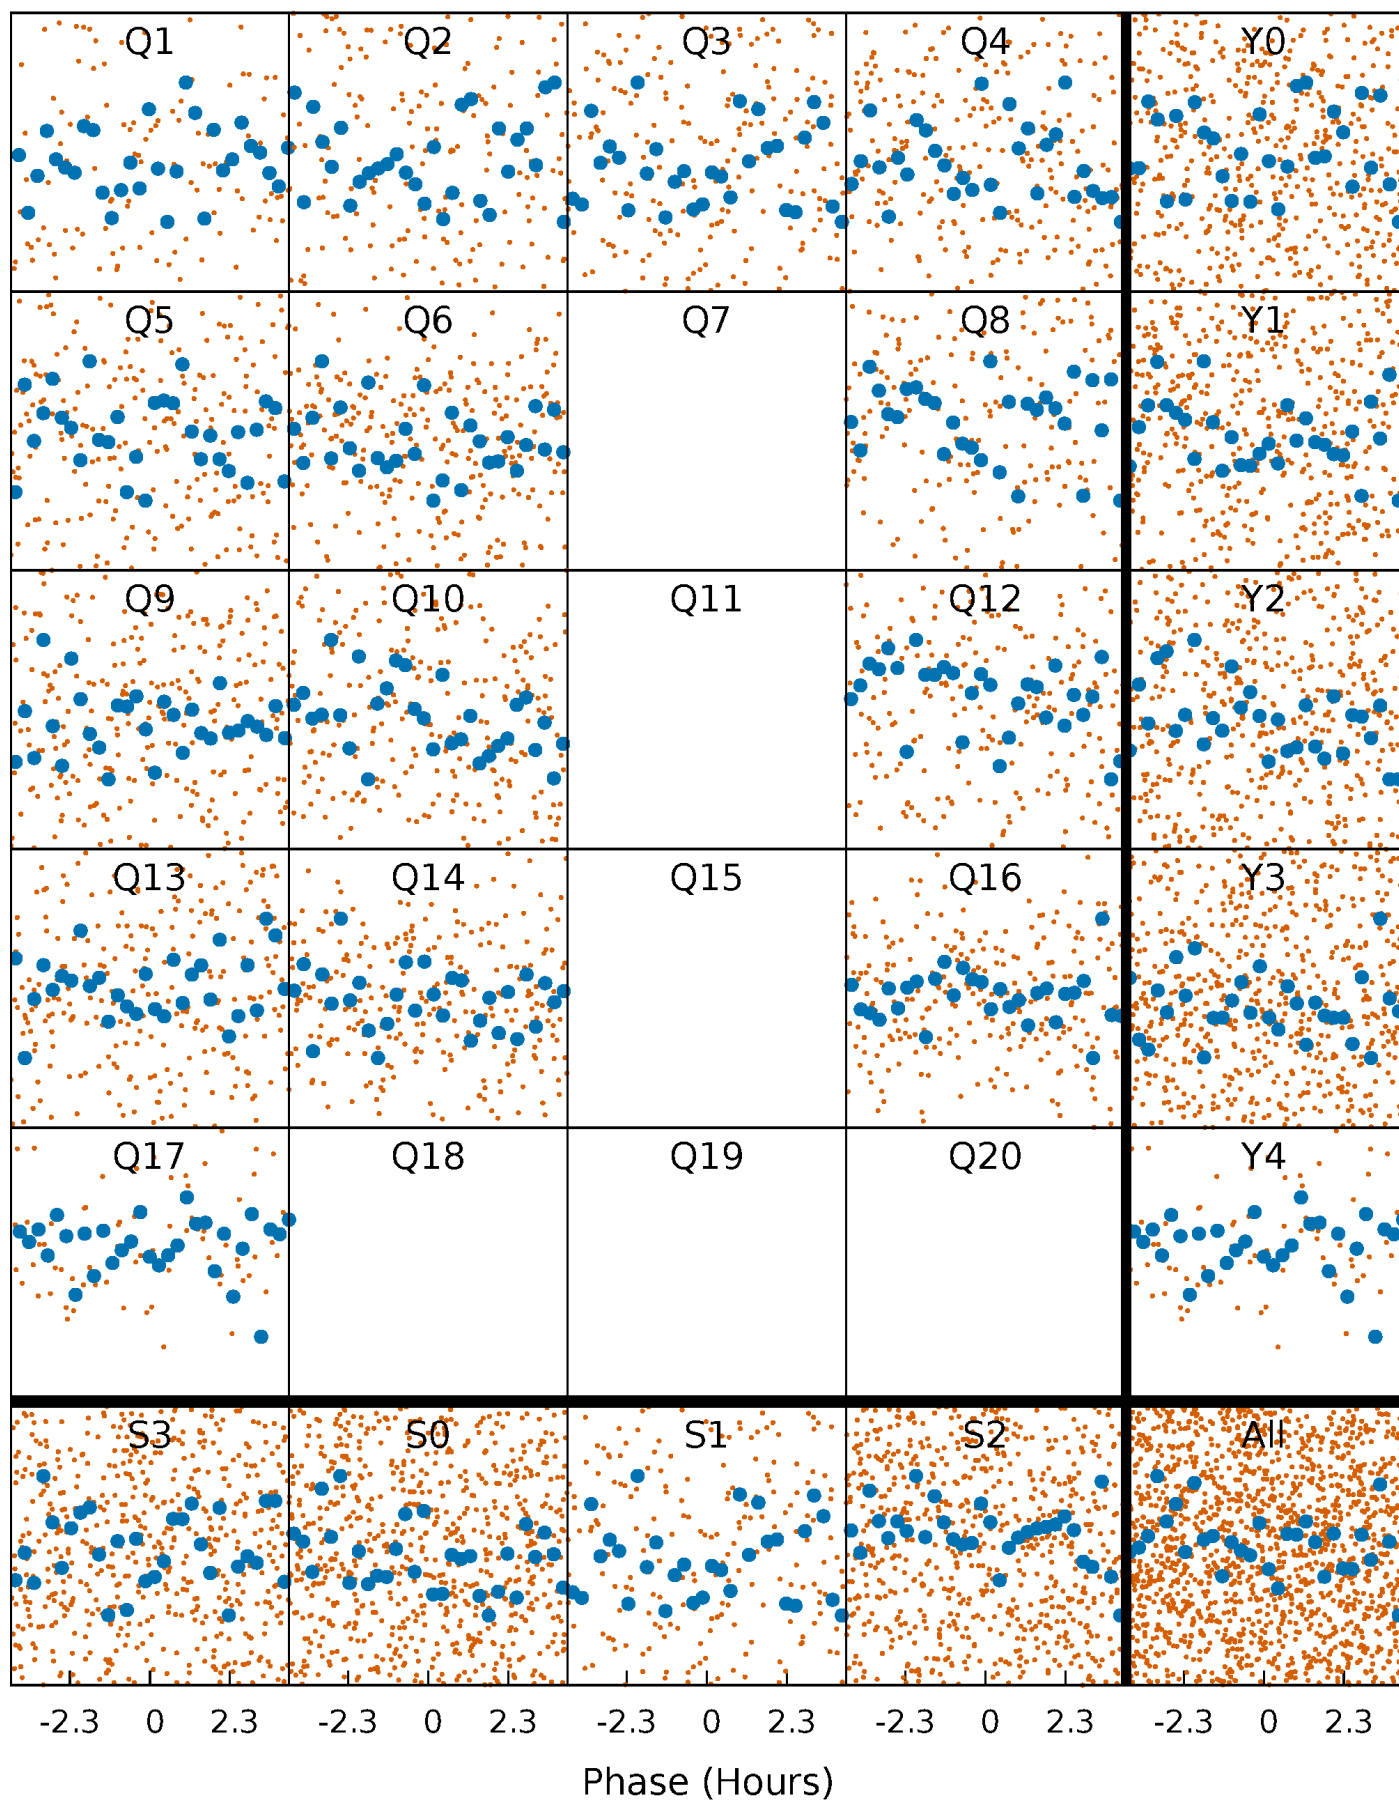 Q1 Q2 Q3 Q4 Y0
Q5 Q6 Q7 Q8 Y1
Q9 Q10 Q11 Q12 Y2
Q13 Q14 Q15 Q16 Y3
Q17 Q18 Q19 Q20 Y4
S3 S0 S1 S2 All
-2.3 0 2.3 -2.3 0 2.3 -2.3 0 2.3 -2.3 0 2.3 -2.3 0 2.3
Phase (Hours)